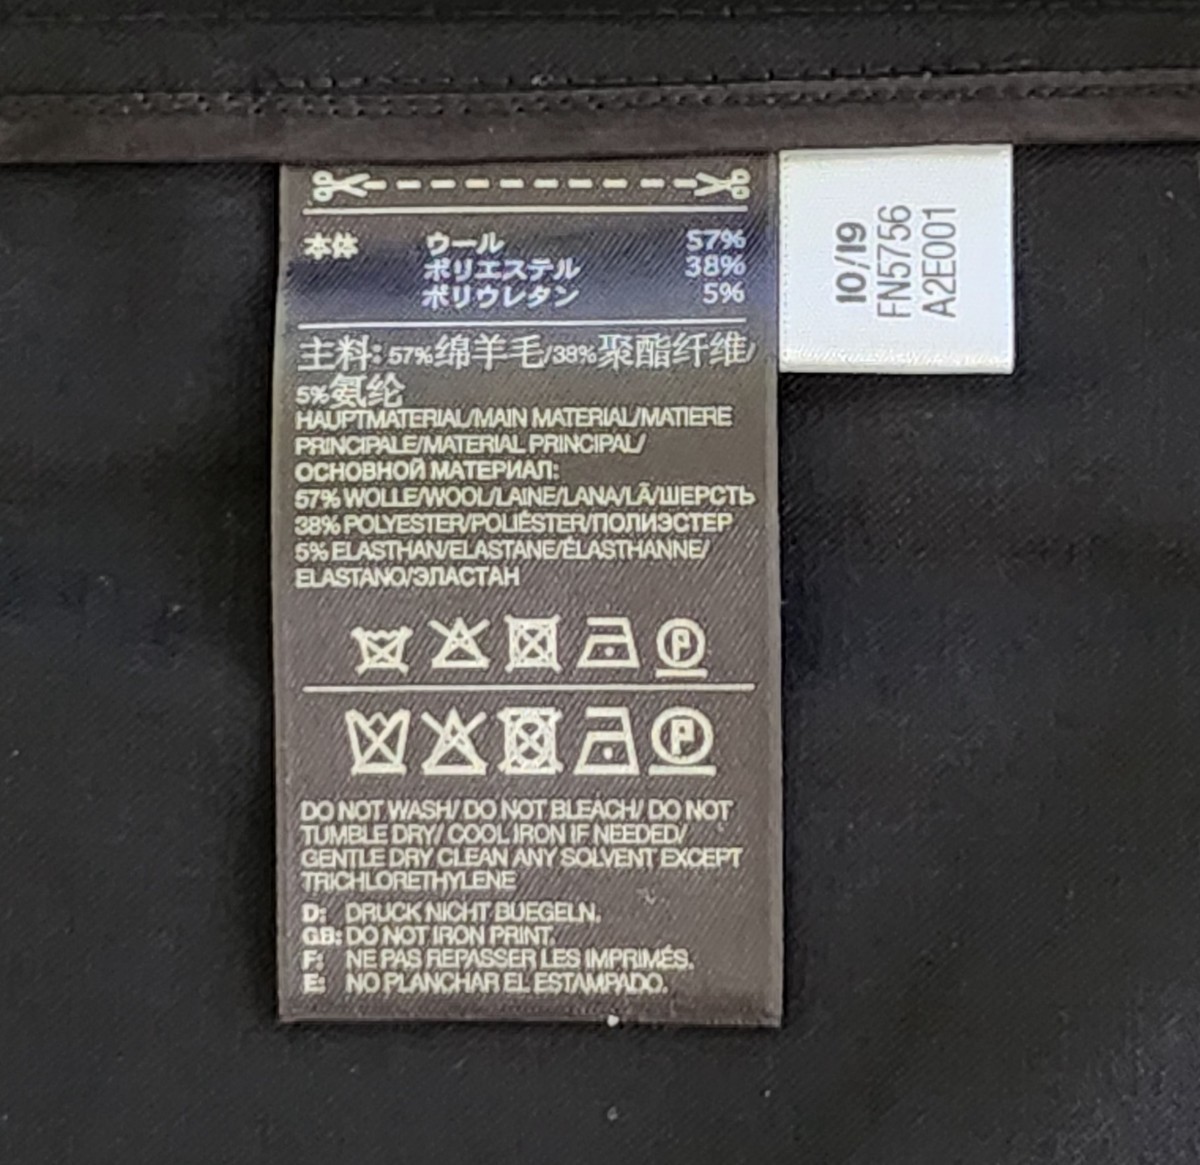 本体 ウール 57%
ポリエステル 38%
ポリウレタン 5%
主料: 57%绵羊毛/38%聚酯纤维/
5%氨纶
HAUPTMATERIAL/MAIN MATERIAL/MATIERE
PRINCIPALE/MATERIAL PRINCIPAL/
ОСНОВНОЙ МАТЕРИАЛ:
57% WOLLE/WOOL/LAINE/LANA/LÃ/ШЕРСТЬ
38% POLYESTER/POLIÉSTER/ПОЛИЭСТЕР
5% ELASTHAN/ELASTANE/ÉLASTHANNE/
ELASTANO/ЭЛАСТАН
P
P
DO NOT WASH/ DO NOT BLEACH/ DO NOT
TUMBLE DRY/ COOL IRON IF NEEDED/
GENTLE DRY CLEAN ANY SOLVENT EXCEPT
TRICHLORETHYLENE
D: DRUCK NICHT BUEGELN.
GB: DO NOT IRON PRINT.
F: NE PAS REPASSER LES IMPRIMÉS.
E: NO PLANCHAR EL ESTAMPADO.
10/19
FN5756
A2E001